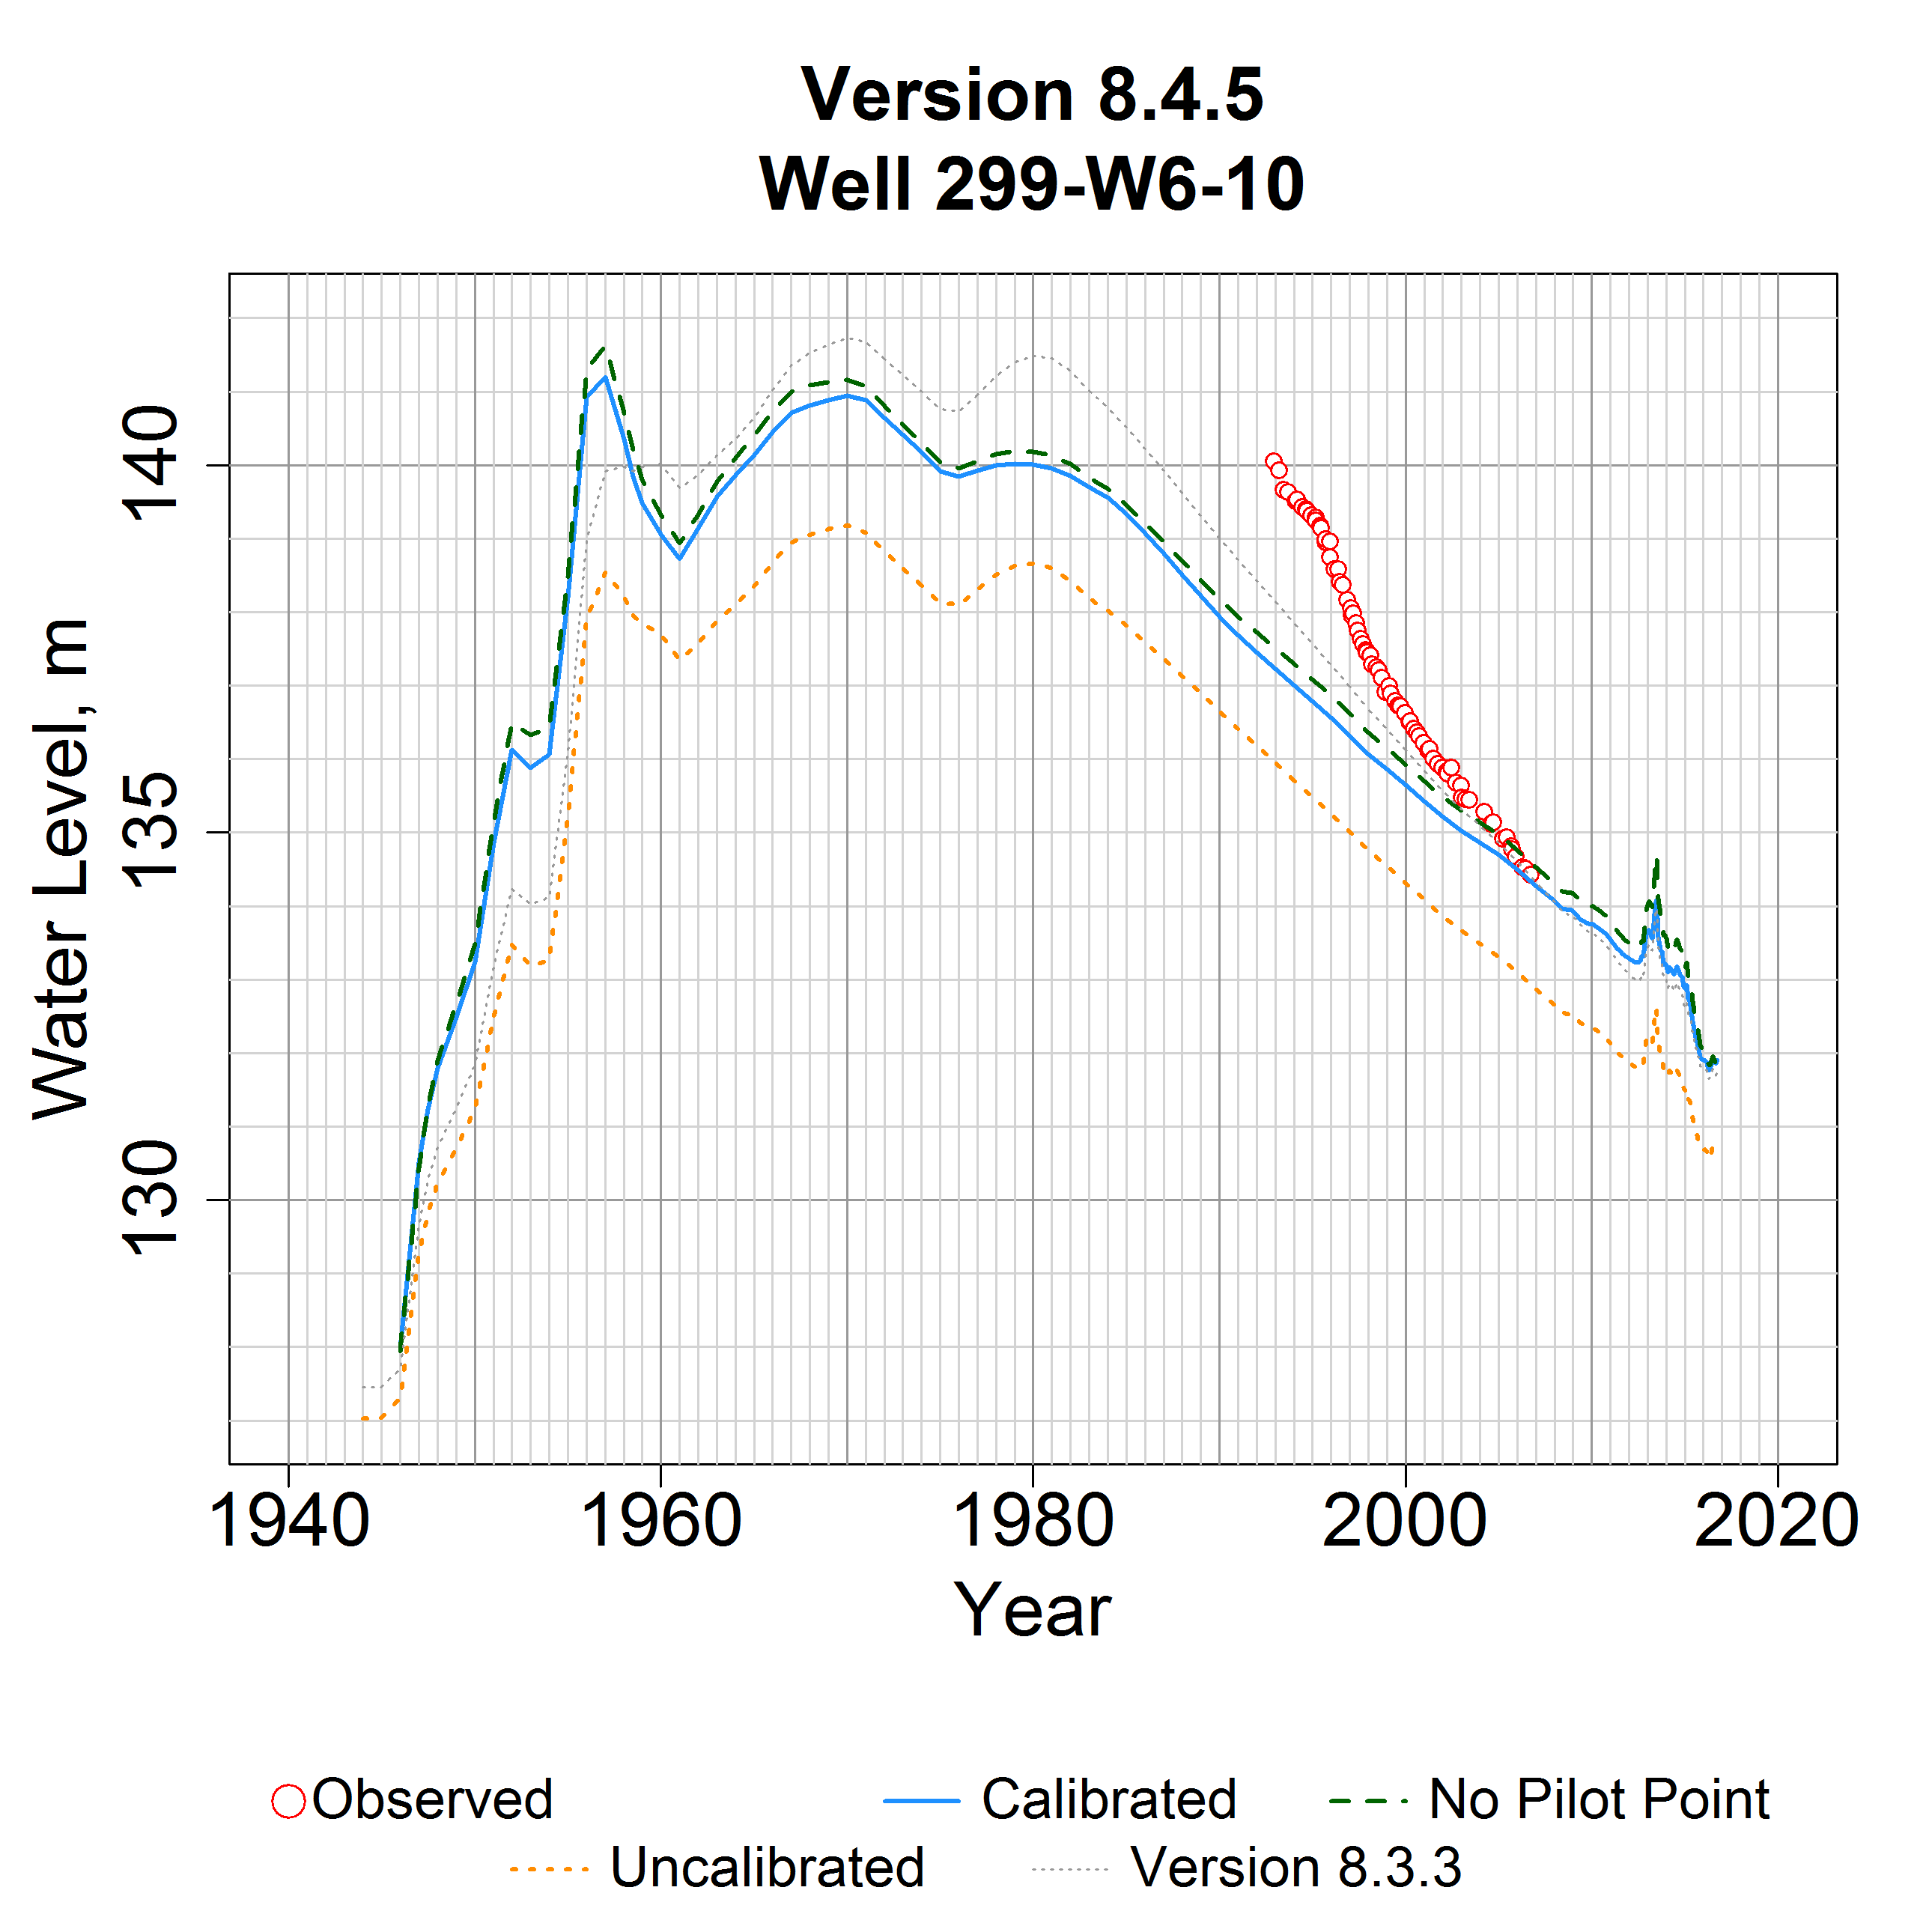 Version 8.4.5
Well 299-W6-10
Water Level, m
140
135
130
1940 1960 1980 2000 2020
Year
Observed Calibrated No Pilot Point
Uncalibrated Version 8.3.3